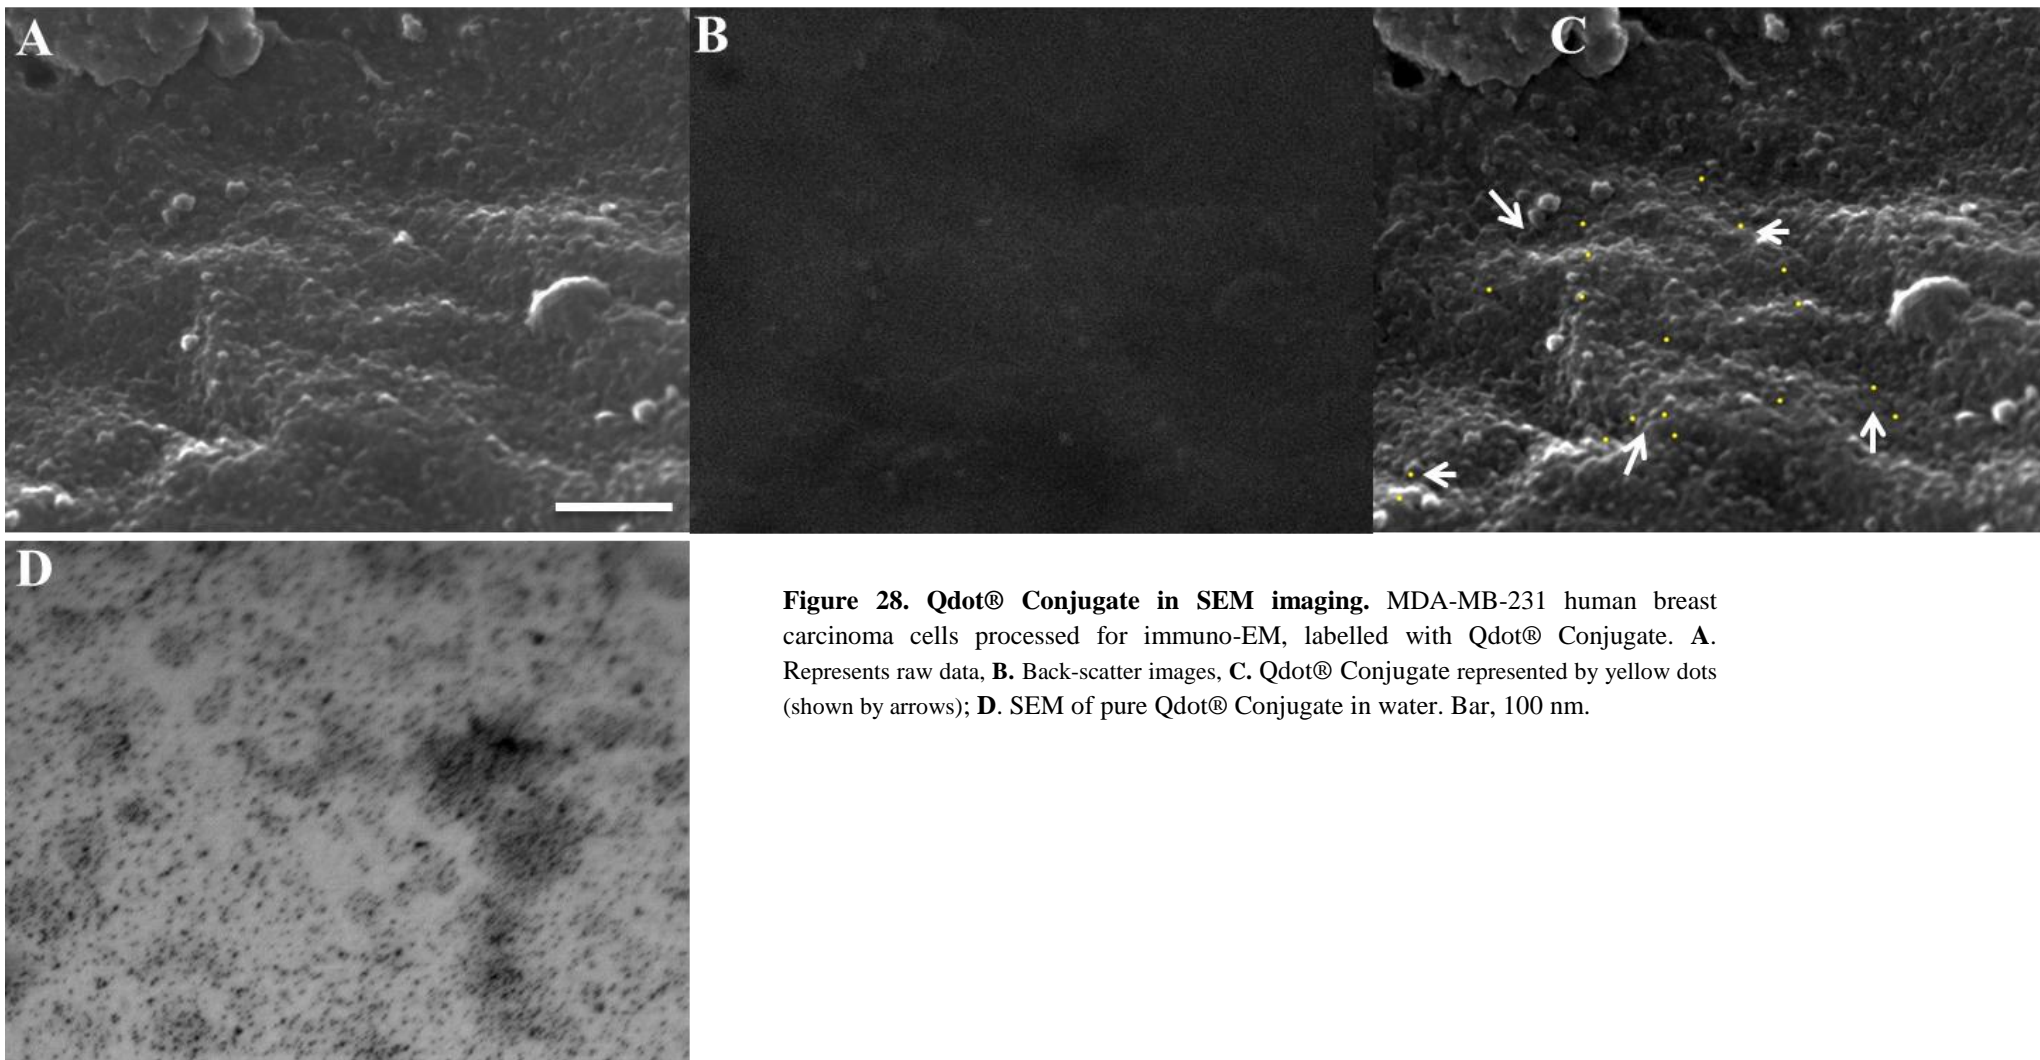 A
B
C
D
Figure 28. Qdot® Conjugate in SEM imaging. MDA-MB-231 human breast
carcinoma cells processed for immuno-EM, labelled with Qdot® Conjugate. A.
Represents raw data, B. Back-scatter images, C. Qdot® Conjugate represented by yellow dots
(shown by arrows); D. SEM of pure Qdot® Conjugate in water. Bar, 100 nm.